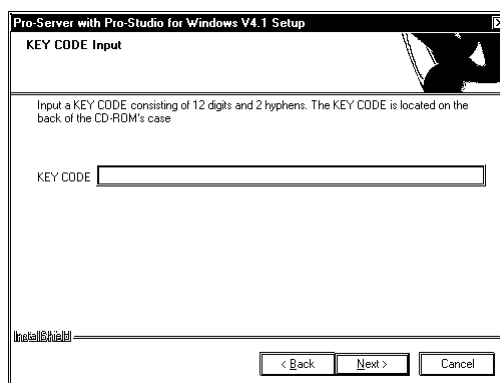 Pro-Server with Pro-Studio for Windows V4.1 Setup
KEY CODE Input
Input a KEY CODE consisting of 12 digits and 2 hyphens. The KEY CODE is located on the
back of the CD-ROM's case
KEY CODE
InstallShield
< Back Next > Cancel